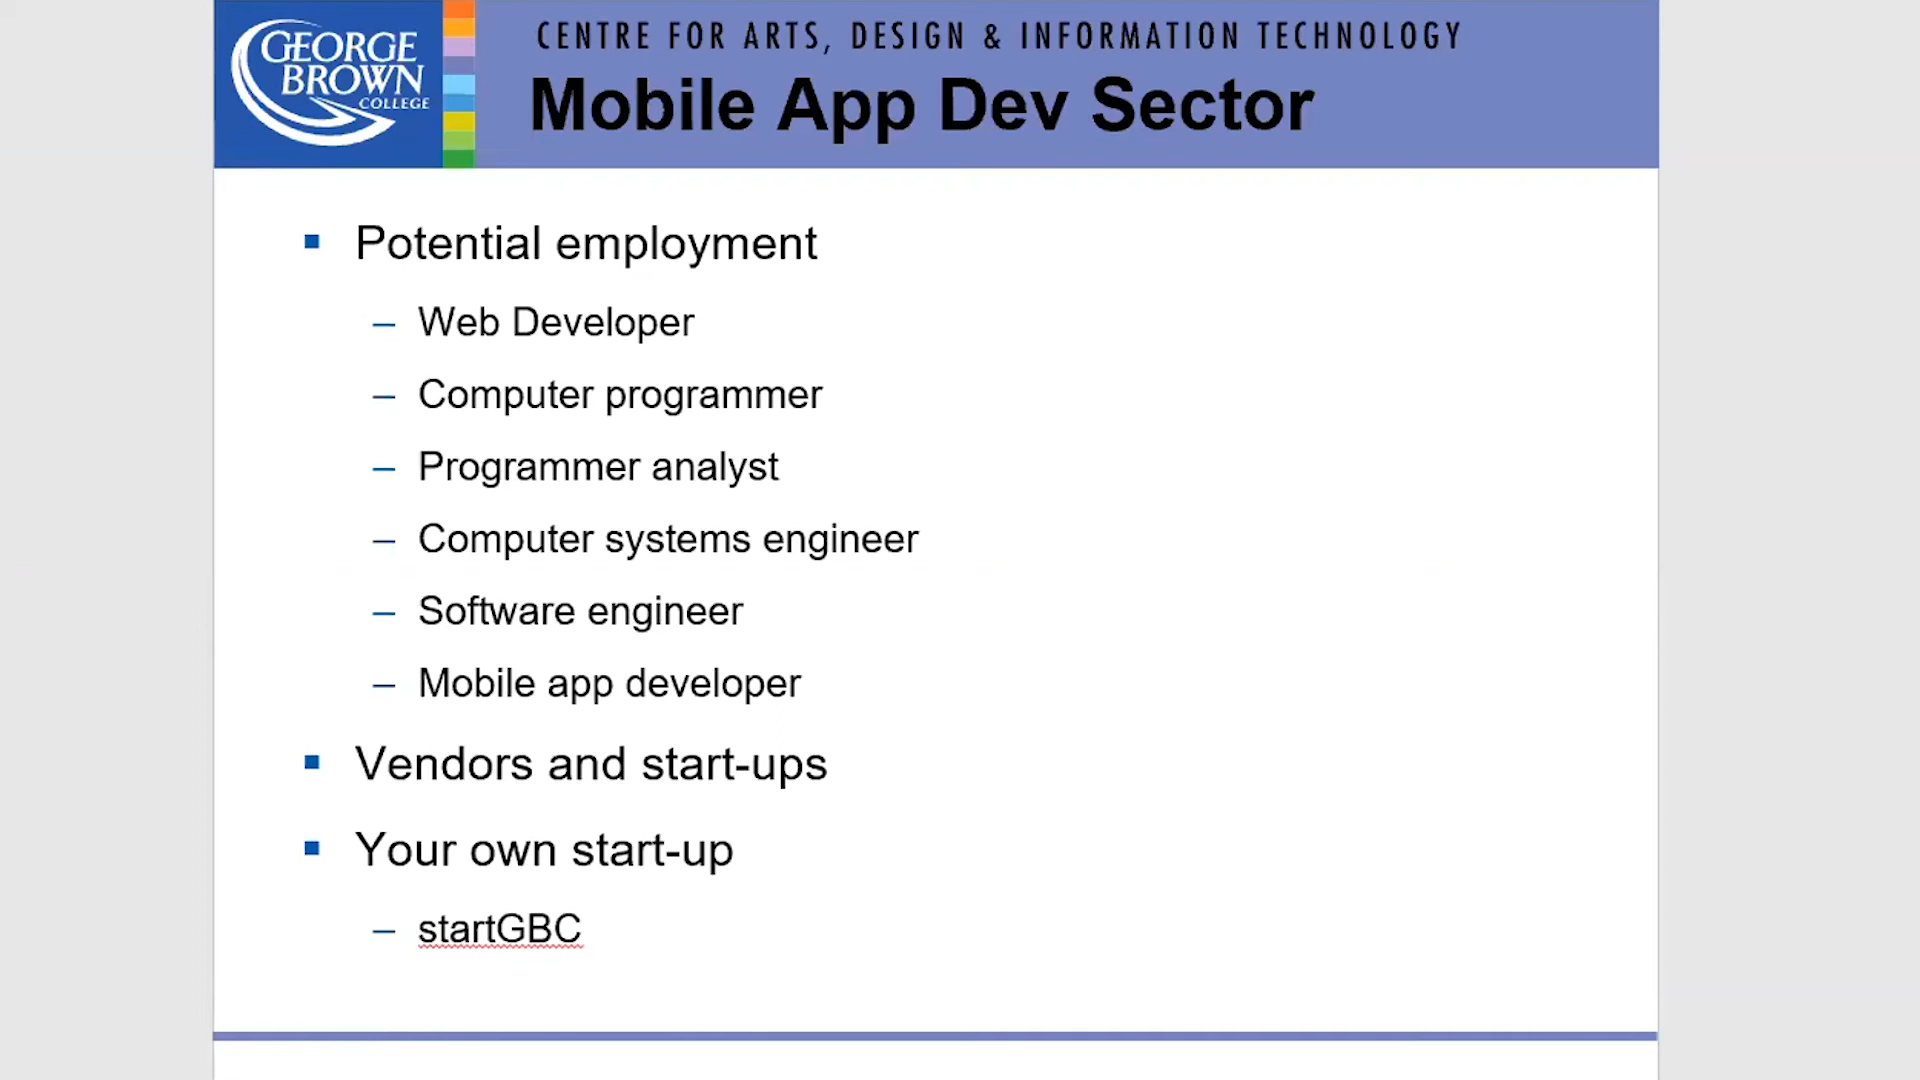 GEORGE
BROWN
COLLEGE
CENTRE FOR ARTS, DESIGN & INFORMATION TECHNOLOGY
Mobile App Dev Sector
▪ Potential employment
– Web Developer
– Computer programmer
– Programmer analyst
– Computer systems engineer
– Software engineer
– Mobile app developer
▪ Vendors and start-ups
▪ Your own start-up
– startGBC